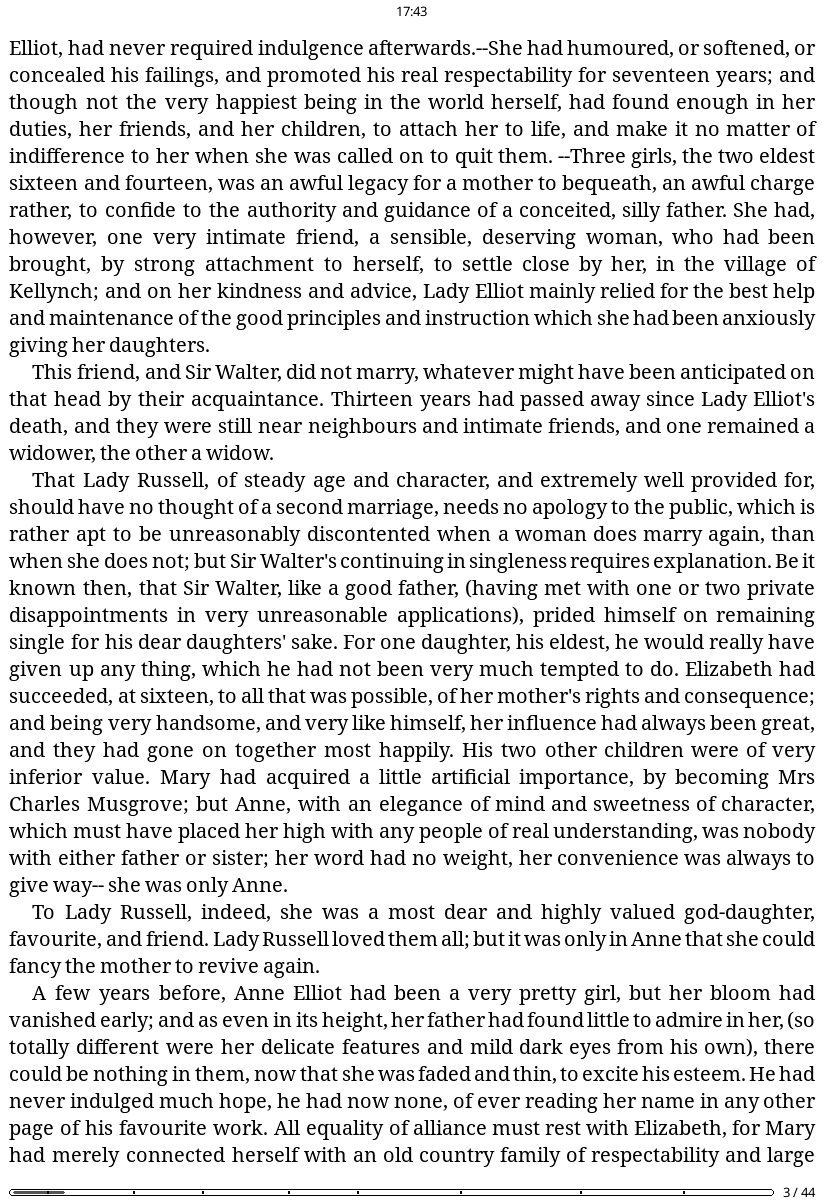 17:43
Elliot, had never required indulgence afterwards.--She had humoured, or softened, or
concealed his failings, and promoted his real respectability for seventeen years; and
though not the very happiest being in the world herself, had found enough in her
duties, her friends, and her children, to attach her to life, and make it no matter of
indifference to her when she was called on to quit them. --Three girls, the two eldest
sixteen and fourteen, was an awful legacy for a mother to bequeath, an awful charge
rather, to confide to the authority and guidance of a conceited, silly father. She had,
however, one very intimate friend, a sensible, deserving woman, who had been
brought, by strong attachment to herself, to settle close by her, in the village of
Kellynch; and on her kindness and advice, Lady Elliot mainly relied for the best help
and maintenance of the good principles and instruction which she had been anxiously
giving her daughters.
This friend, and Sir Walter, did not marry, whatever might have been anticipated on
that head by their acquaintance. Thirteen years had passed away since Lady Elliot's
death, and they were still near neighbours and intimate friends, and one remained a
widower, the other a widow.
That Lady Russell, of steady age and character, and extremely well provided for,
should have no thought of a second marriage, needs no apology to the public, which is
rather apt to be unreasonably discontented when a woman does marry again, than
when she does not; but Sir Walter's continuing in singleness requires explanation. Be it
known then, that Sir Walter, like a good father, (having met with one or two private
disappointments in very unreasonable applications), prided himself on remaining
single for his dear daughters' sake. For one daughter, his eldest, he would really have
given up any thing, which he had not been very much tempted to do. Elizabeth had
succeeded, at sixteen, to all that was possible, of her mother's rights and consequence;
and being very handsome, and very like himself, her influence had always been great,
and they had gone on together most happily. His two other children were of very
inferior value. Mary had acquired a little artificial importance, by becoming Mrs
Charles Musgrove; but Anne, with an elegance of mind and sweetness of character,
which must have placed her high with any people of real understanding, was nobody
with either father or sister; her word had no weight, her convenience was always to
give way-- she was only Anne.
To Lady Russell, indeed, she was a most dear and highly valued god-daughter,
favourite, and friend. Lady Russell loved them all; but it was only in Anne that she could
fancy the mother to revive again.
A few years before, Anne Elliot had been a very pretty girl, but her bloom had
vanished early; and as even in its height, her father had found little to admire in her, (so
totally different were her delicate features and mild dark eyes from his own), there
could be nothing in them, now that she was faded and thin, to excite his esteem. He had
never indulged much hope, he had now none, of ever reading her name in any other
page of his favourite work. All equality of alliance must rest with Elizabeth, for Mary
had merely connected herself with an old country family of respectability and large
3 / 44